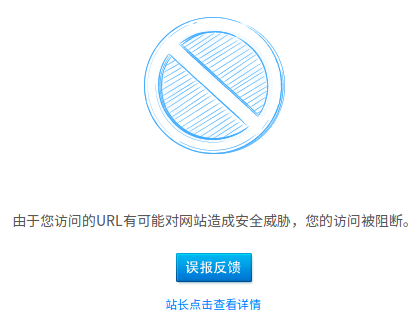 由于您访问的URL有可能对网站造成安全威胁，您的访问被阻断。
误报反馈
站长点击查看详情